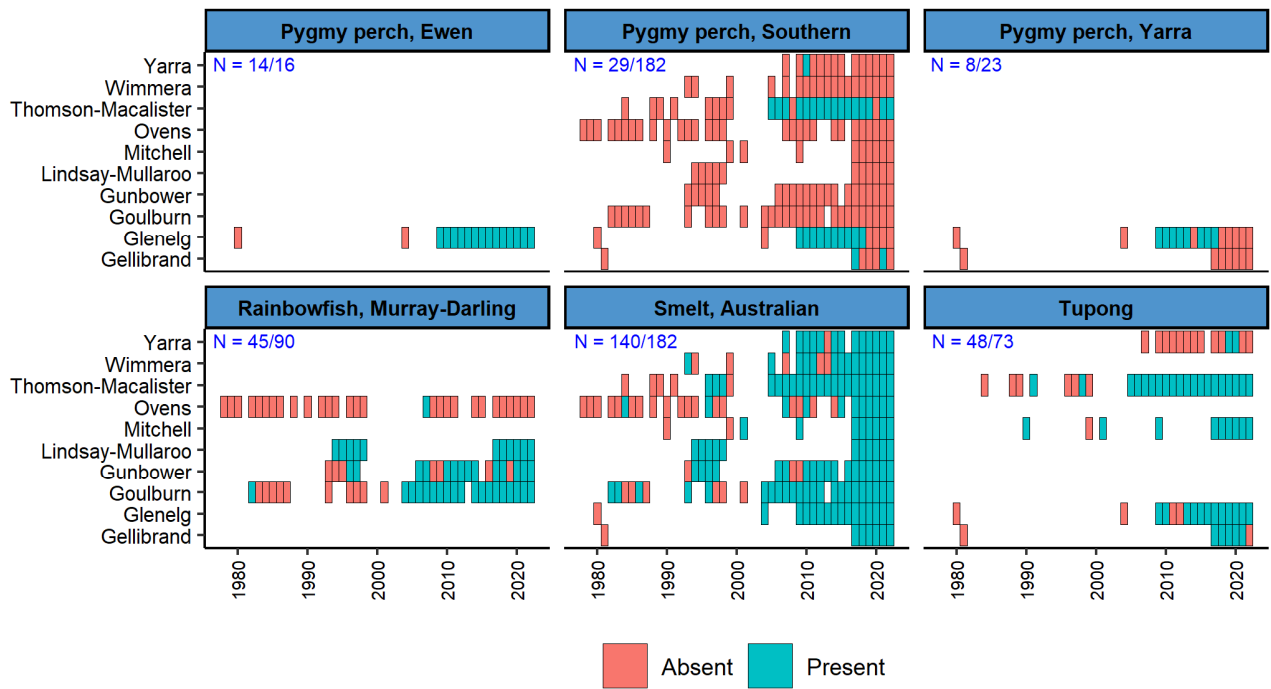 Pygmy perch, Ewen
Pygmy perch, Southern
Pygmy perch, Yarra
N = 14/16
N = 29/182
N = 8/23
Yarra
Wimmera
Thomson-Macalister
Ovens
Mitchell
Lindsay-Mullaroo
Gunbower
Goulburn
Glenelg
Gellibrand
Rainbowfish, Murray-Darling
Smelt, Australian
Tupong
N = 45/90
N = 140/182
N = 48/73
Yarra
Wimmera
Thomson-Macalister
Ovens
Mitchell
Lindsay-Mullaroo
Gunbower
Goulburn
Glenelg
Gellibrand
1980 1990 2000 2010 2020
1980 1990 2000 2010 2020
1980 1990 2000 2010 2020
Absent Present